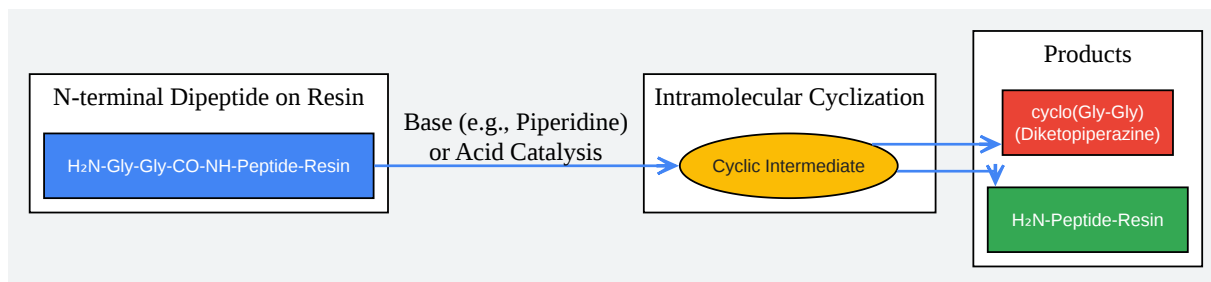 N-terminal Dipeptide on Resin
H₂N-Gly-Gly-CO-NH-Peptide-Resin
Base (e.g., Piperidine)
or Acid Catalysis
Intramolecular Cyclization
Cyclic Intermediate
Products
cyclo(Gly-Gly)
(Diketopiperazine)
H₂N-Peptide-Resin